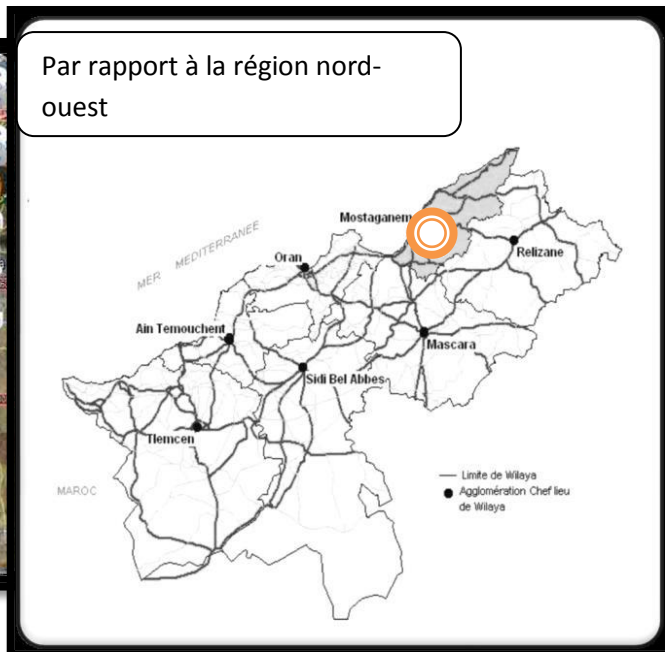 Par rapport à la région nord-
ouest
Mostaganem
Relizane
MER MEDITERRANEE
Oran
Ain Temouchent
Mascara
Sidi Bel Abbes
Tlemcen
MAROC
Limite de Wilaya
Agglomération Chef lieu
de Wilaya